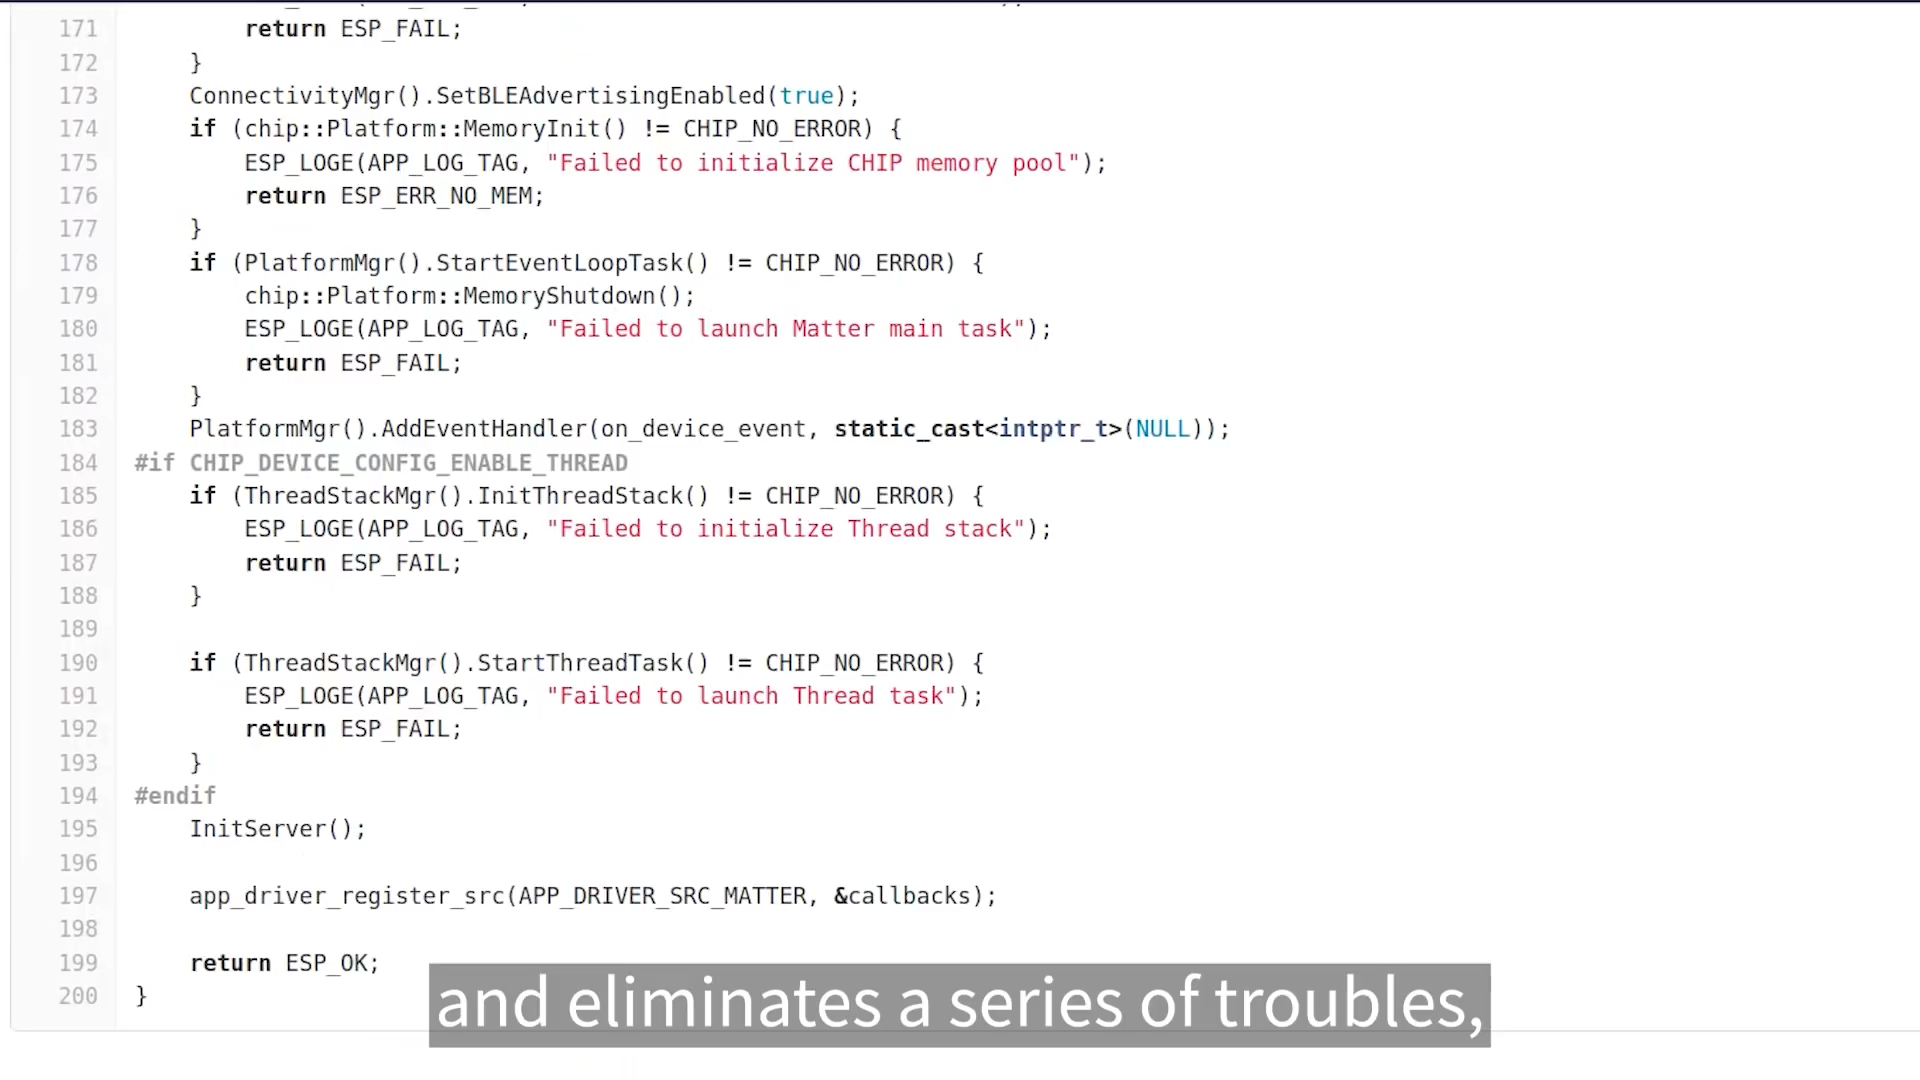 171 return ESP_FAIL;
172 }
173 ConnectivityMgr().SetBLEAdvertisingEnabled(true);
174 if (chip::Platform::MemoryInit() != CHIP_NO_ERROR) {
175 ESP_LOGE(APP_LOG_TAG, "Failed to initialize CHIP memory pool");
176 return ESP_ERR_NO_MEM;
177 }
178 if (PlatformMgr().StartEventLoopTask() != CHIP_NO_ERROR) {
179 chip::Platform::MemoryShutdown();
180 ESP_LOGE(APP_LOG_TAG, "Failed to launch Matter main task");
181 return ESP_FAIL;
182 }
183 PlatformMgr().AddEventHandler(on_device_event, static_cast<intptr_t>(NULL));
184 #if CHIP_DEVICE_CONFIG_ENABLE_THREAD
185 if (ThreadStackMgr().InitThreadStack() != CHIP_NO_ERROR) {
186 ESP_LOGE(APP_LOG_TAG, "Failed to initialize Thread stack");
187 return ESP_FAIL;
188 }
189
190 if (ThreadStackMgr().StartThreadTask() != CHIP_NO_ERROR) {
191 ESP_LOGE(APP_LOG_TAG, "Failed to launch Thread task");
192 return ESP_FAIL;
193 }
194 #endif
195 InitServer();
196
197 app_driver_register_src(APP_DRIVER_SRC_MATTER, &callbacks);
198
199 return ESP_OK;
200 }
and eliminates a series of troubles,